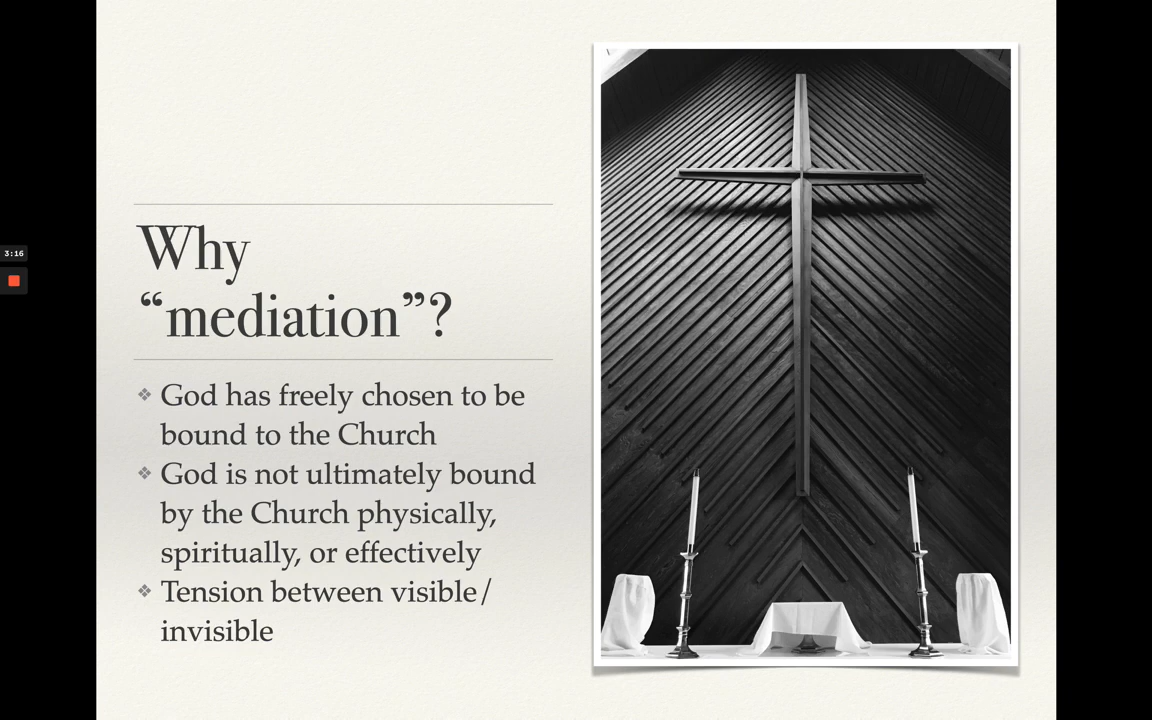 3:16
Why
“mediation”?
❖ God has freely chosen to be
bound to the Church
❖ God is not ultimately bound
by the Church physically,
spiritually, or effectively
❖ Tension between visible/
invisible